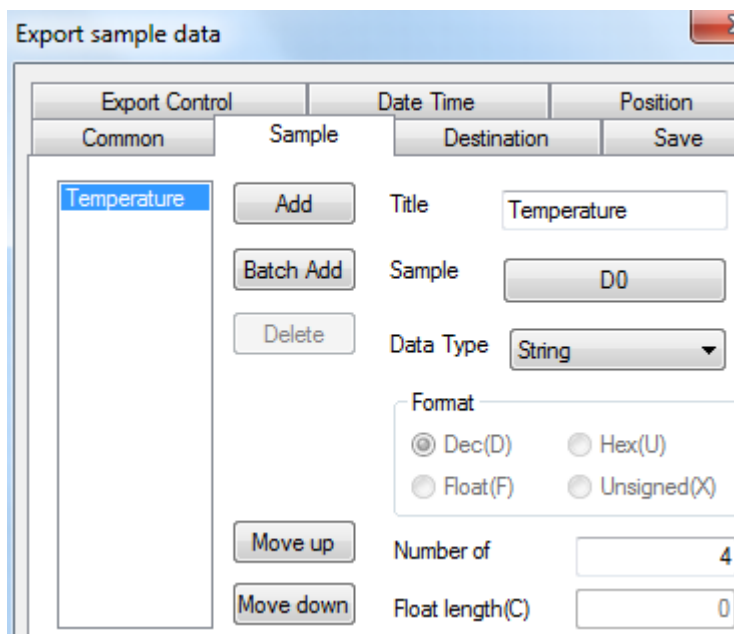 Export sample data
Export Control Date Time Position
Common Sample Destination Save
Temperature
Add
Title Temperature
Batch Add
Sample D0
Delete
Data Type String
Format
Dec(D) Hex(U)
Float(F) Unsigned(X)
Move up
Number of 4
Move down
Float length(C) 0